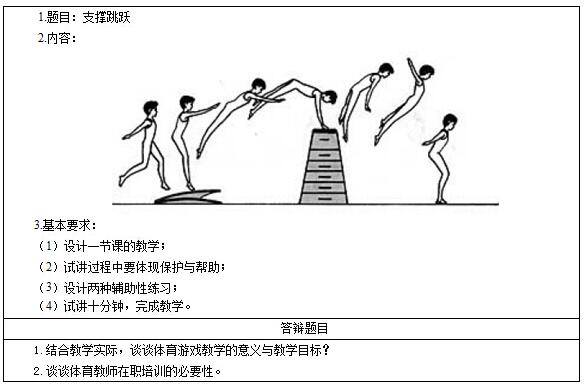 1.题目：支撑跳跃
2.内容：
3.基本要求：
（1）设计一节课的教学；
（2）试讲过程中要体现保护与帮助；
（3）设计两种辅助性练习；
（4）试讲十分钟，完成教学。
答辩题目
1. 结合教学实际，谈谈体育游戏教学的意义与教学目标？
2. 谈谈体育教师在职培训的必要性。